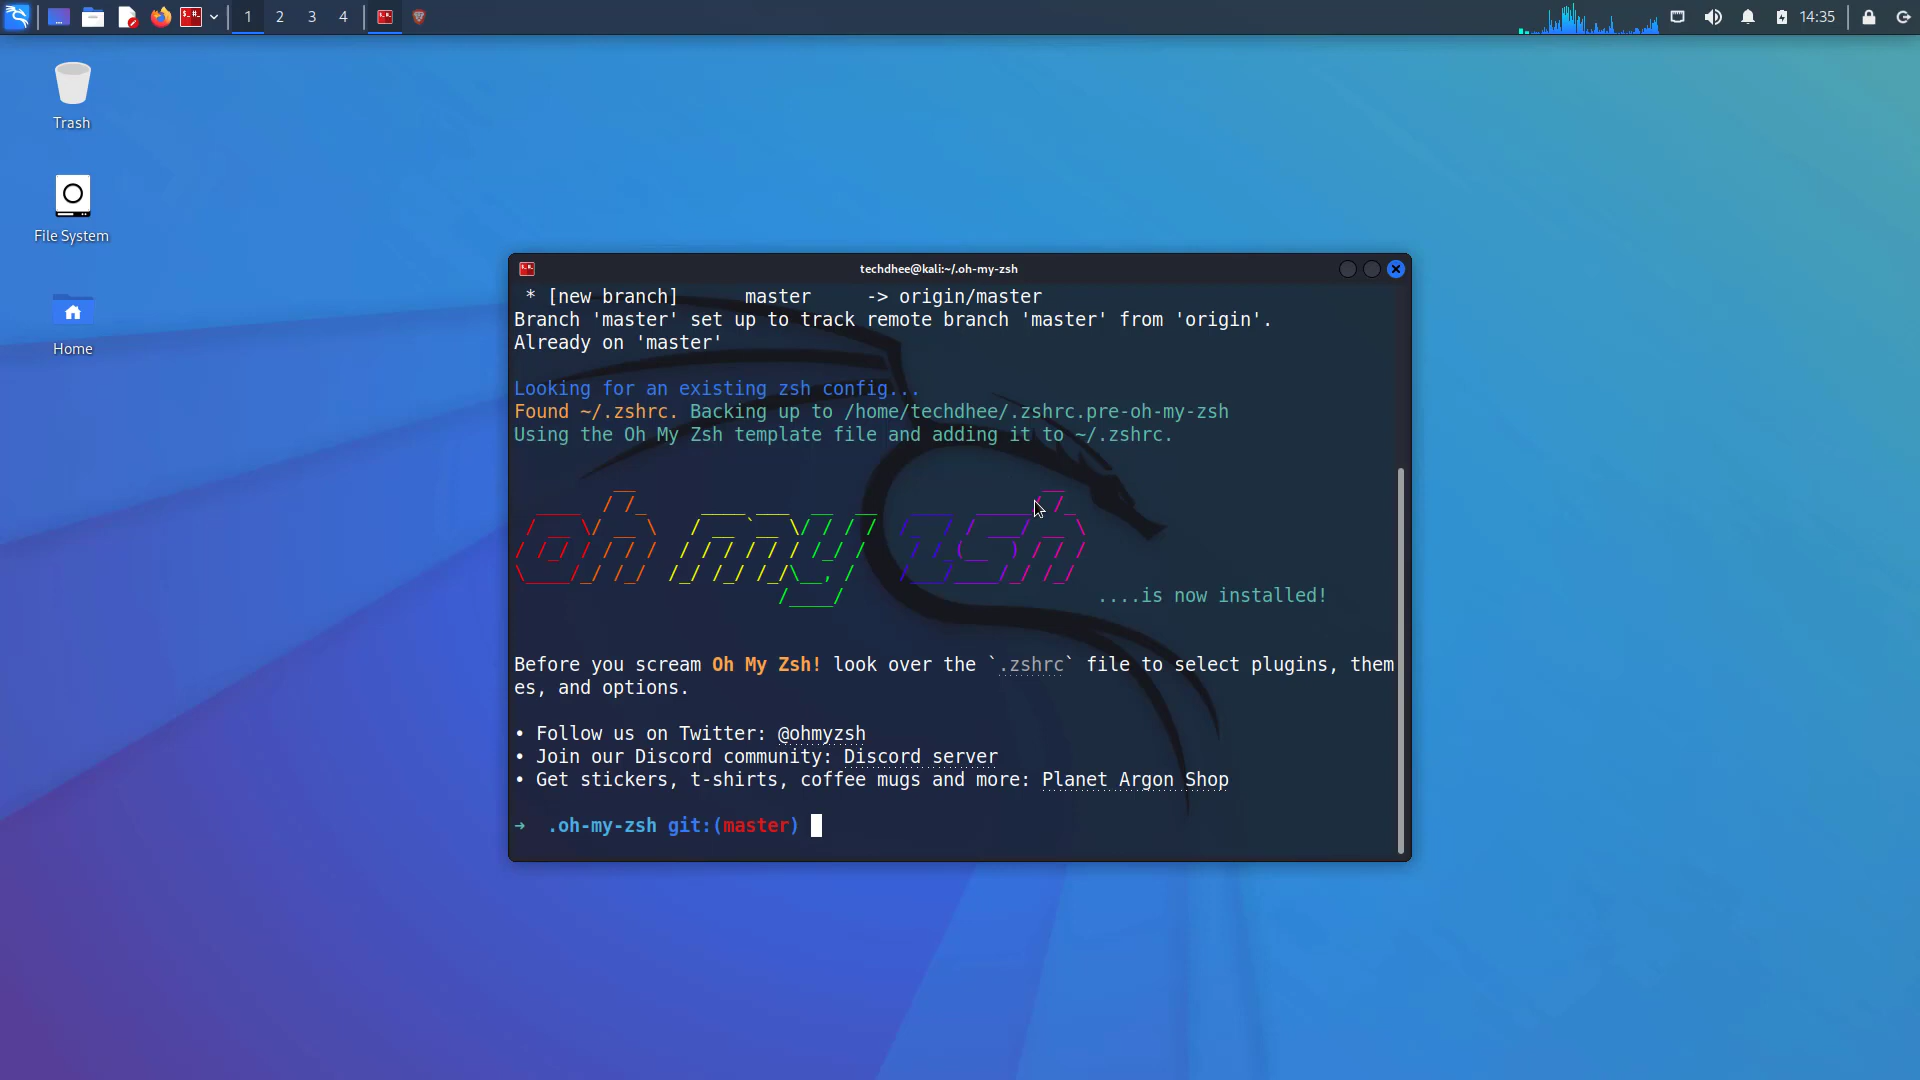 1 2 3 4 14:35
Trash
File System
Home
techdhee@kali:~/.oh-my-zsh
* [new branch]      master     -> origin/master
Branch 'master' set up to track remote branch 'master' from 'origin'.
Already on 'master'
Looking for an existing zsh config...
Found ~/.zshrc. Backing up to /home/techdhee/.zshrc.pre-oh-my-zsh
Using the Oh My Zsh template file and adding it to ~/.zshrc.
oh my zsh
....is now installed!
Before you scream Oh My Zsh! look over the `.zshrc` file to select plugins, them
es, and options.
• Follow us on Twitter: @ohmyzsh
• Join our Discord community: Discord server
• Get stickers, t-shirts, coffee mugs and more: Planet Argon Shop
➜  .oh-my-zsh git:(master)